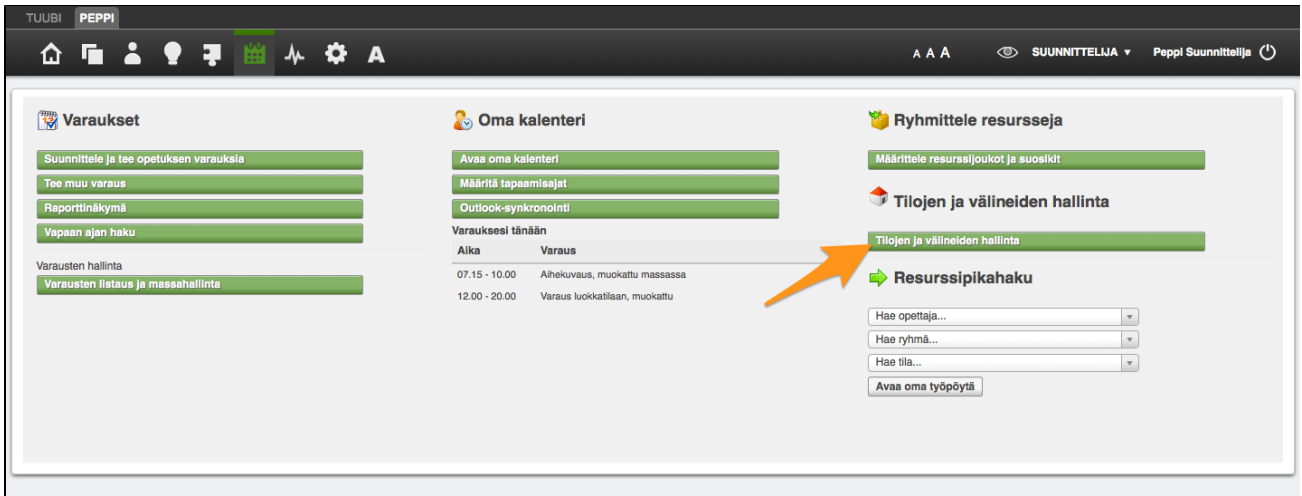 TUUBI PEPPI
A A A A SUUNNITTELIJA ▼ Peppi Suunnittelija
Varaukset
Suunnittele ja tee opetuksen varauksia
Tee muu varaus
Raporttinäkymä
Vapaan ajan haku
Varausten hallinta
Varausten listaus ja massahallinta
Oma kalenteri
Avaa oma kalenteri
Määritä tapaamisajat
Outlook-synkronointi
Varauksesi tänään
Aika Varaus
07.15 - 10.00 Aihekuvaus, muokattu massassa
12.00 - 20.00 Varaus luokkatilaan, muokattu
Ryhmittele resursseja
Määrittele resurssijoukot ja suosikit
Tilojen ja välineiden hallinta
Tilojen ja välineiden hallinta
Resurssipikahaku
Hae opettaja...
Hae ryhmä...
Hae tila...
Avaa oma työpöytä